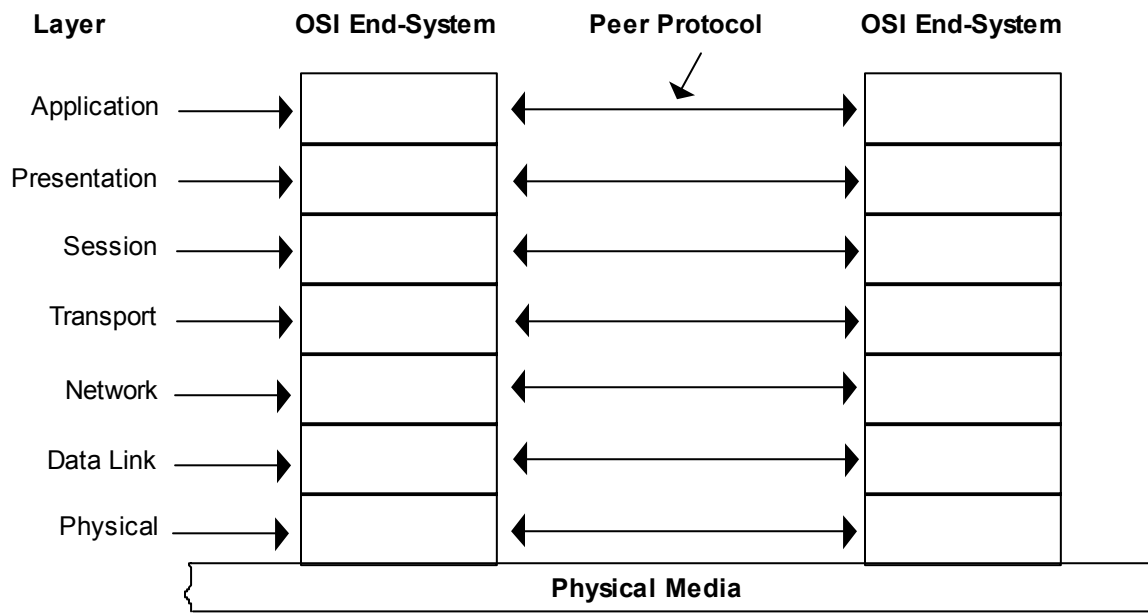 Layer OSI End-System Peer Protocol OSI End-System
Application
Presentation
Session
Transport
Network
Data Link
Physical
Physical Media